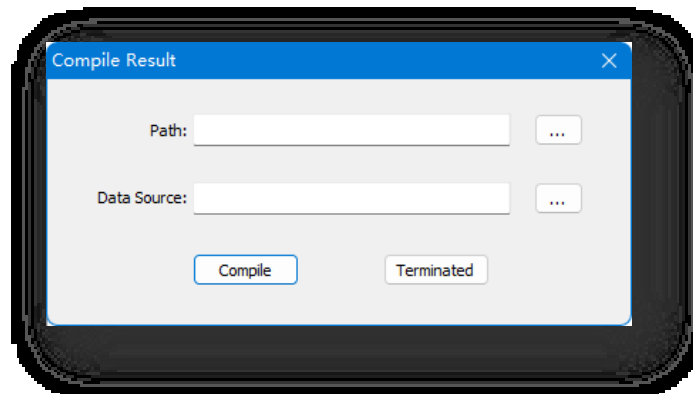 Compile Result
Path:
...
Data Source:
...
Compile Terminated